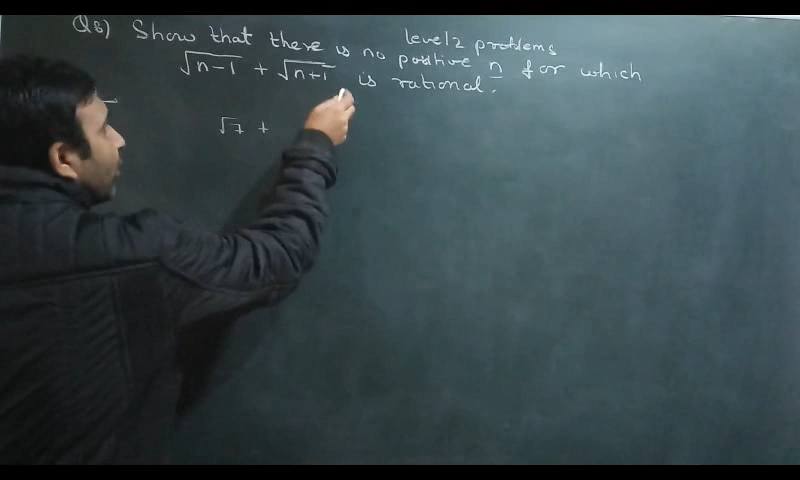 level 2 problems
Q8) Show that there is no positive n for which
√n-1 + √n+1 is rational.
√7 +